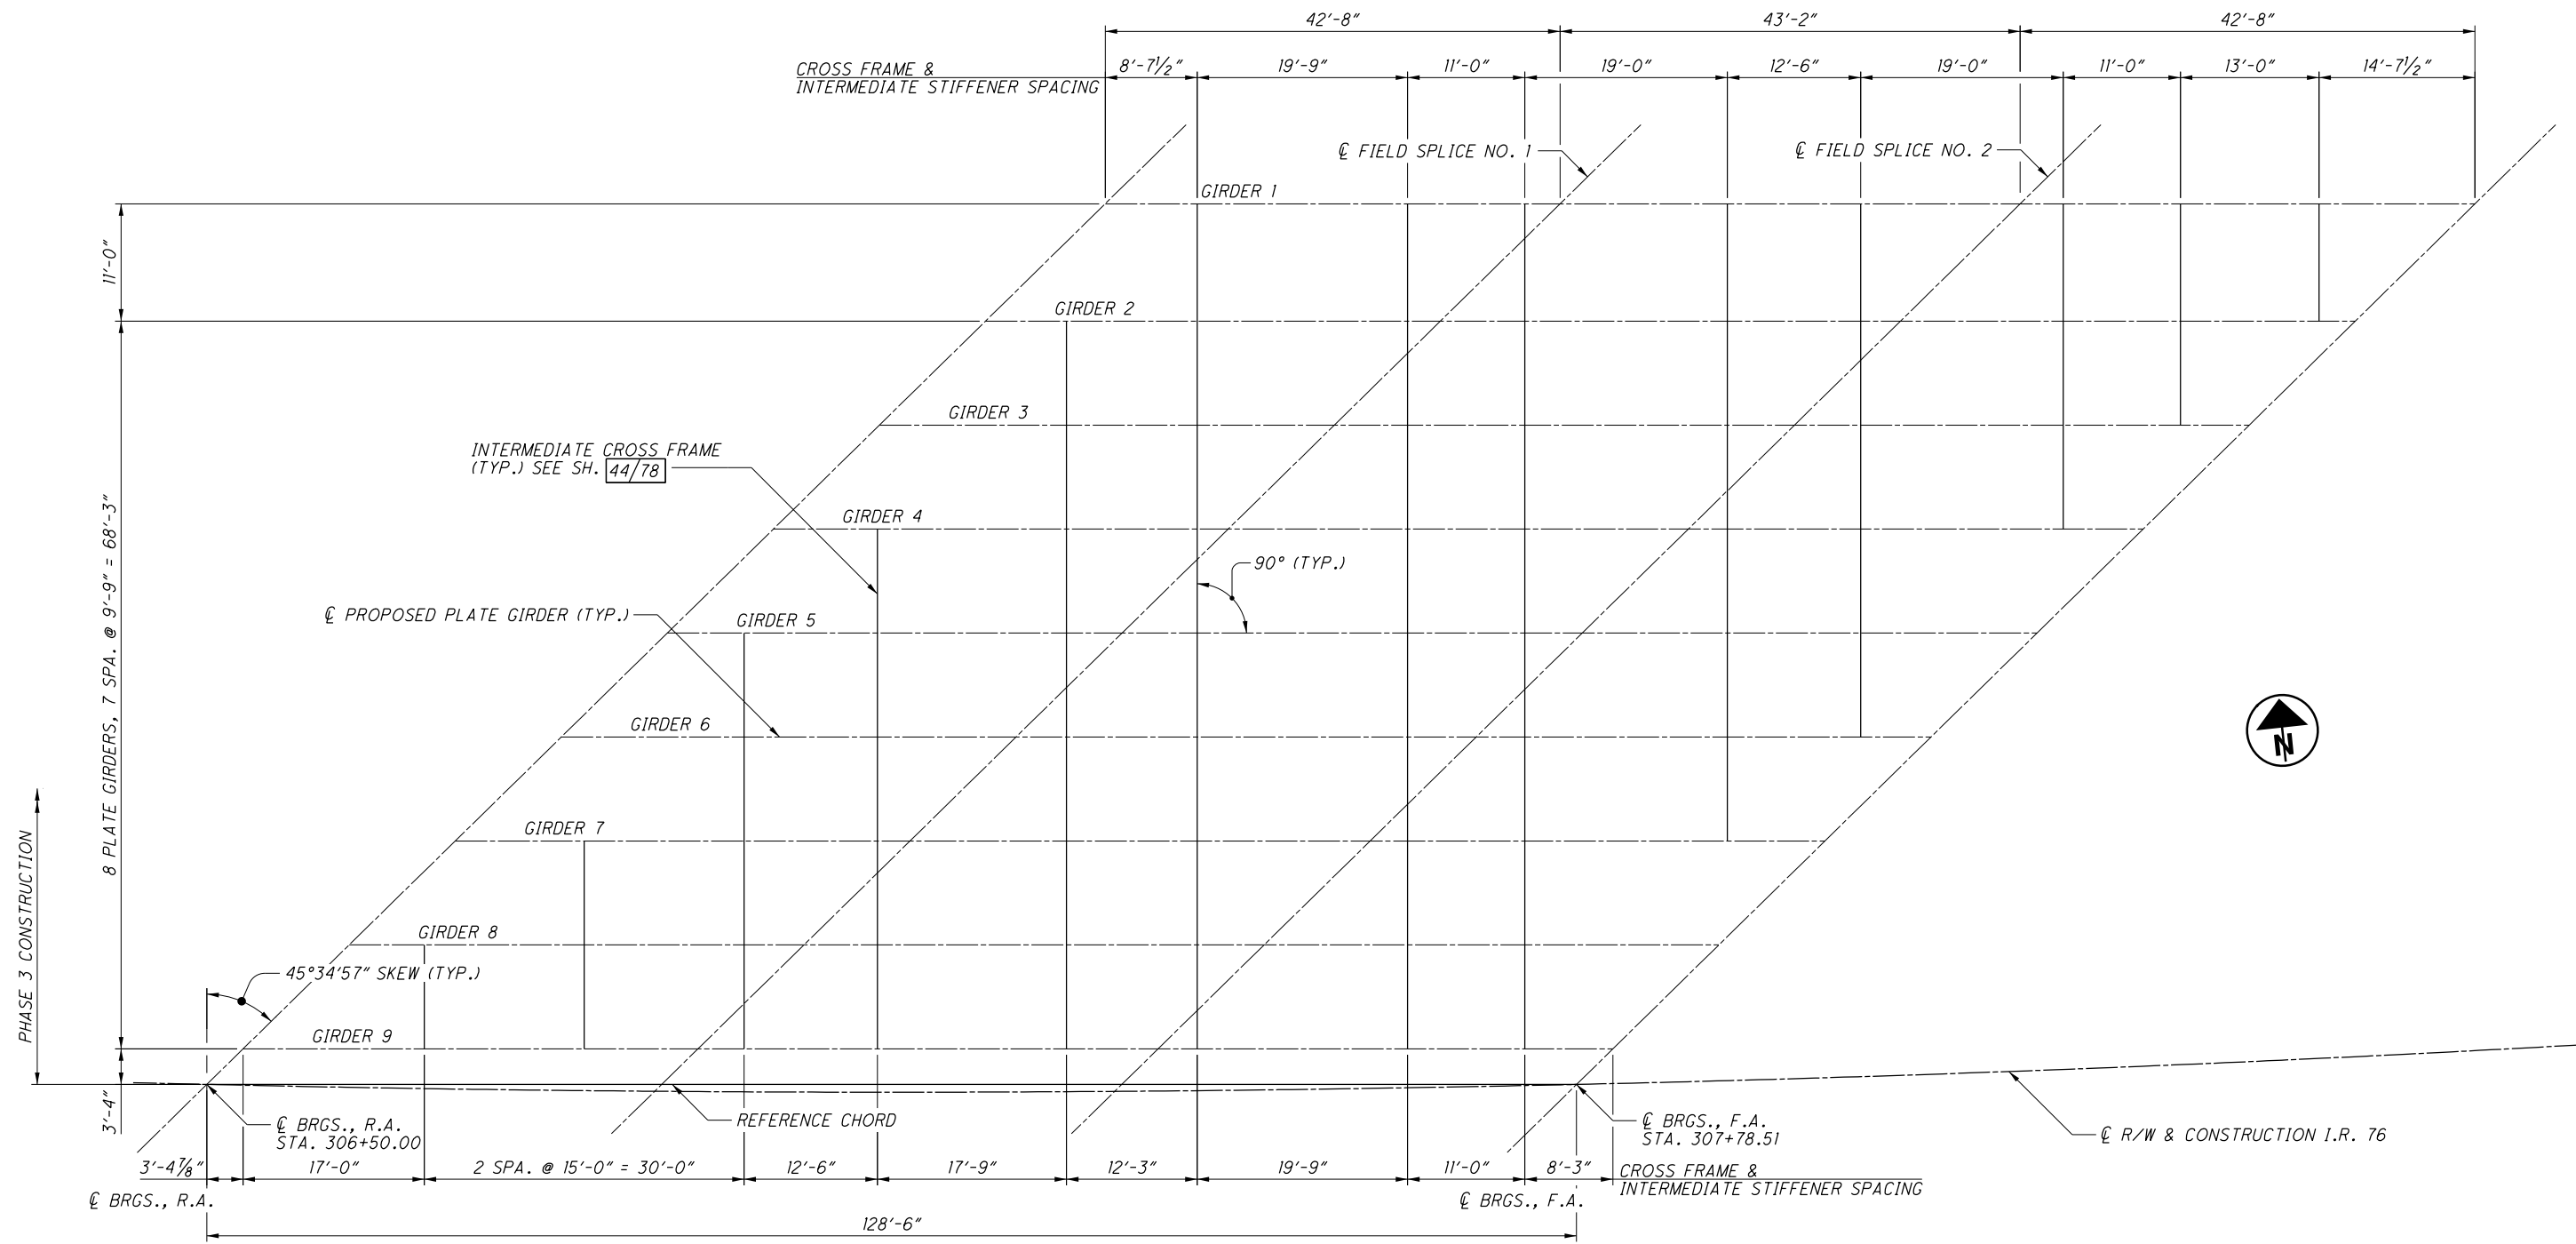 42'-8"
43'-2"
42'-8"
CROSS FRAME &
INTERMEDIATE STIFFENER SPACING
8'-7 1/2"
19'-9"
11'-0"
19'-0"
12'-6"
19'-0"
11'-0"
13'-0"
14'-7 1/2"
℄ FIELD SPLICE NO. 1
℄ FIELD SPLICE NO. 2
GIRDER 1
11'-0"
GIRDER 2
GIRDER 3
INTERMEDIATE CROSS FRAME
(TYP.) SEE SH. 44/78
GIRDER 4
90° (TYP.)
℄ PROPOSED PLATE GIRDER (TYP.)
GIRDER 5
8 PLATE GIRDERS, 7 SPA. @ 9'-9" = 68'-3"
GIRDER 6
N
GIRDER 7
PHASE 3 CONSTRUCTION
GIRDER 8
45°34'57" SKEW (TYP.)
GIRDER 9
3'-4"
℄ BRGS., R.A.
STA. 306+50.00
REFERENCE CHORD
℄ BRGS., F.A.
STA. 307+78.51
℄ R/W & CONSTRUCTION I.R. 76
3'-4 7/8"
17'-0"
2 SPA. @ 15'-0" = 30'-0"
12'-6"
17'-9"
12'-3"
19'-9"
11'-0"
8'-3"
CROSS FRAME &
INTERMEDIATE STIFFENER SPACING
℄ BRGS., R.A.
℄ BRGS., F.A.
128'-6"